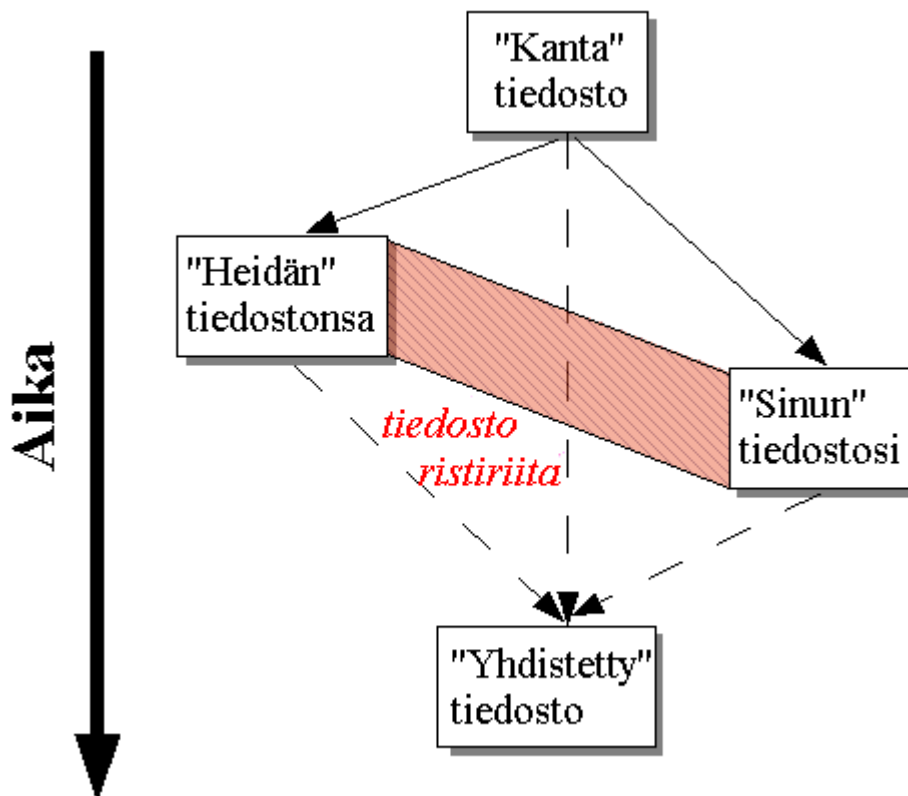 "Kanta"
tiedosto
Aika
"Heidän"
tiedostonsa
"Sinun"
tiedostosi
tiedosto
ristiriita
"Yhdistetty"
tiedosto